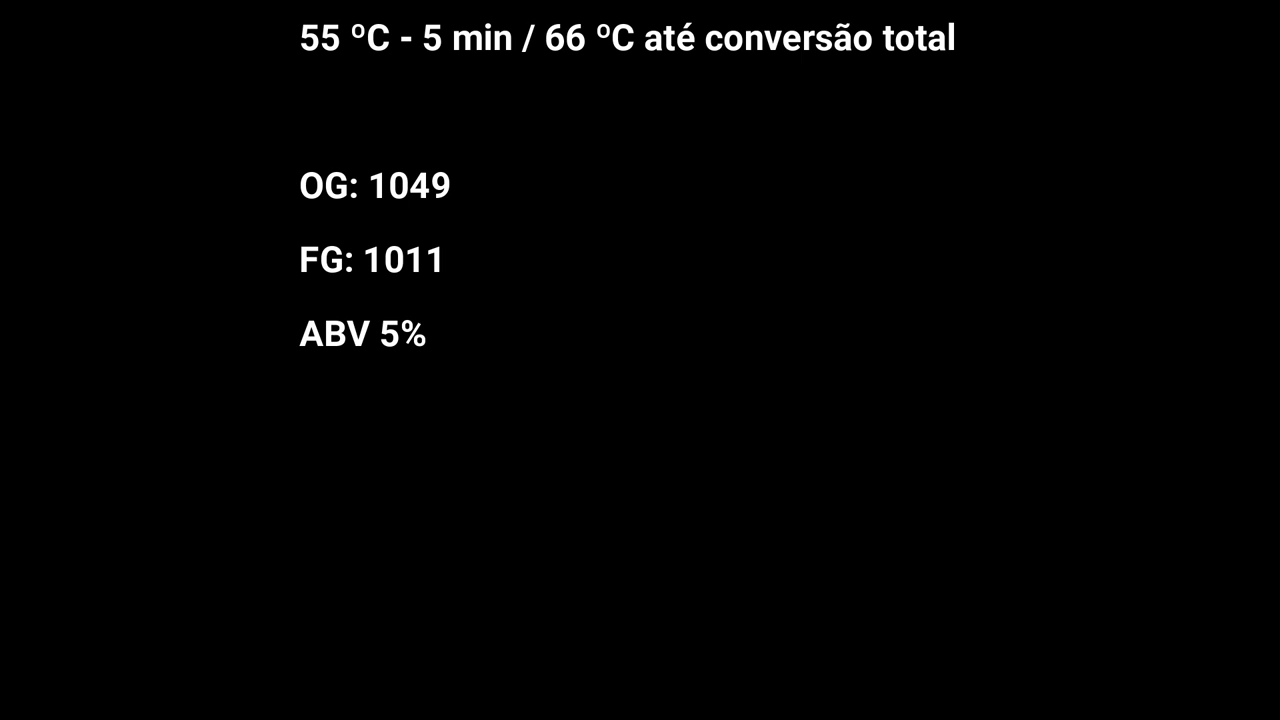 55 ºC - 5 min / 66 ºC até conversão total
OG: 1049
FG: 1011
ABV 5%